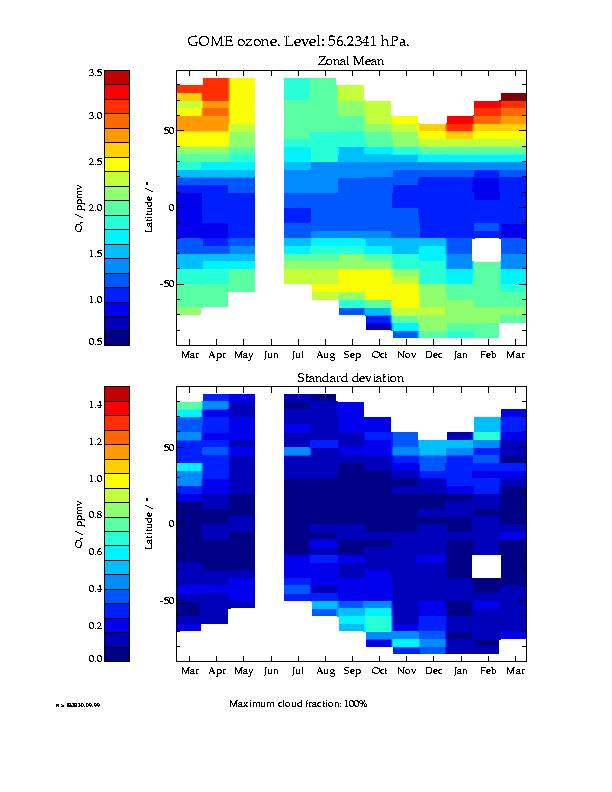 GOME ozone. Level: 56.2341 hPa.
Zonal Mean
3.5
3.0
2.5
2.0
1.5
1.0
0.5
O₃ / ppmv
Latitude / °
50
0
-50
Mar Apr May Jun Jul Aug Sep Oct Nov Dec Jan Feb Mar
Standard deviation
1.4
1.2
1.0
0.8
0.6
0.4
0.2
0.0
O₃ / ppmv
Latitude / °
50
0
-50
Mar Apr May Jun Jul Aug Sep Oct Nov Dec Jan Feb Mar
Maximum cloud fraction: 100%